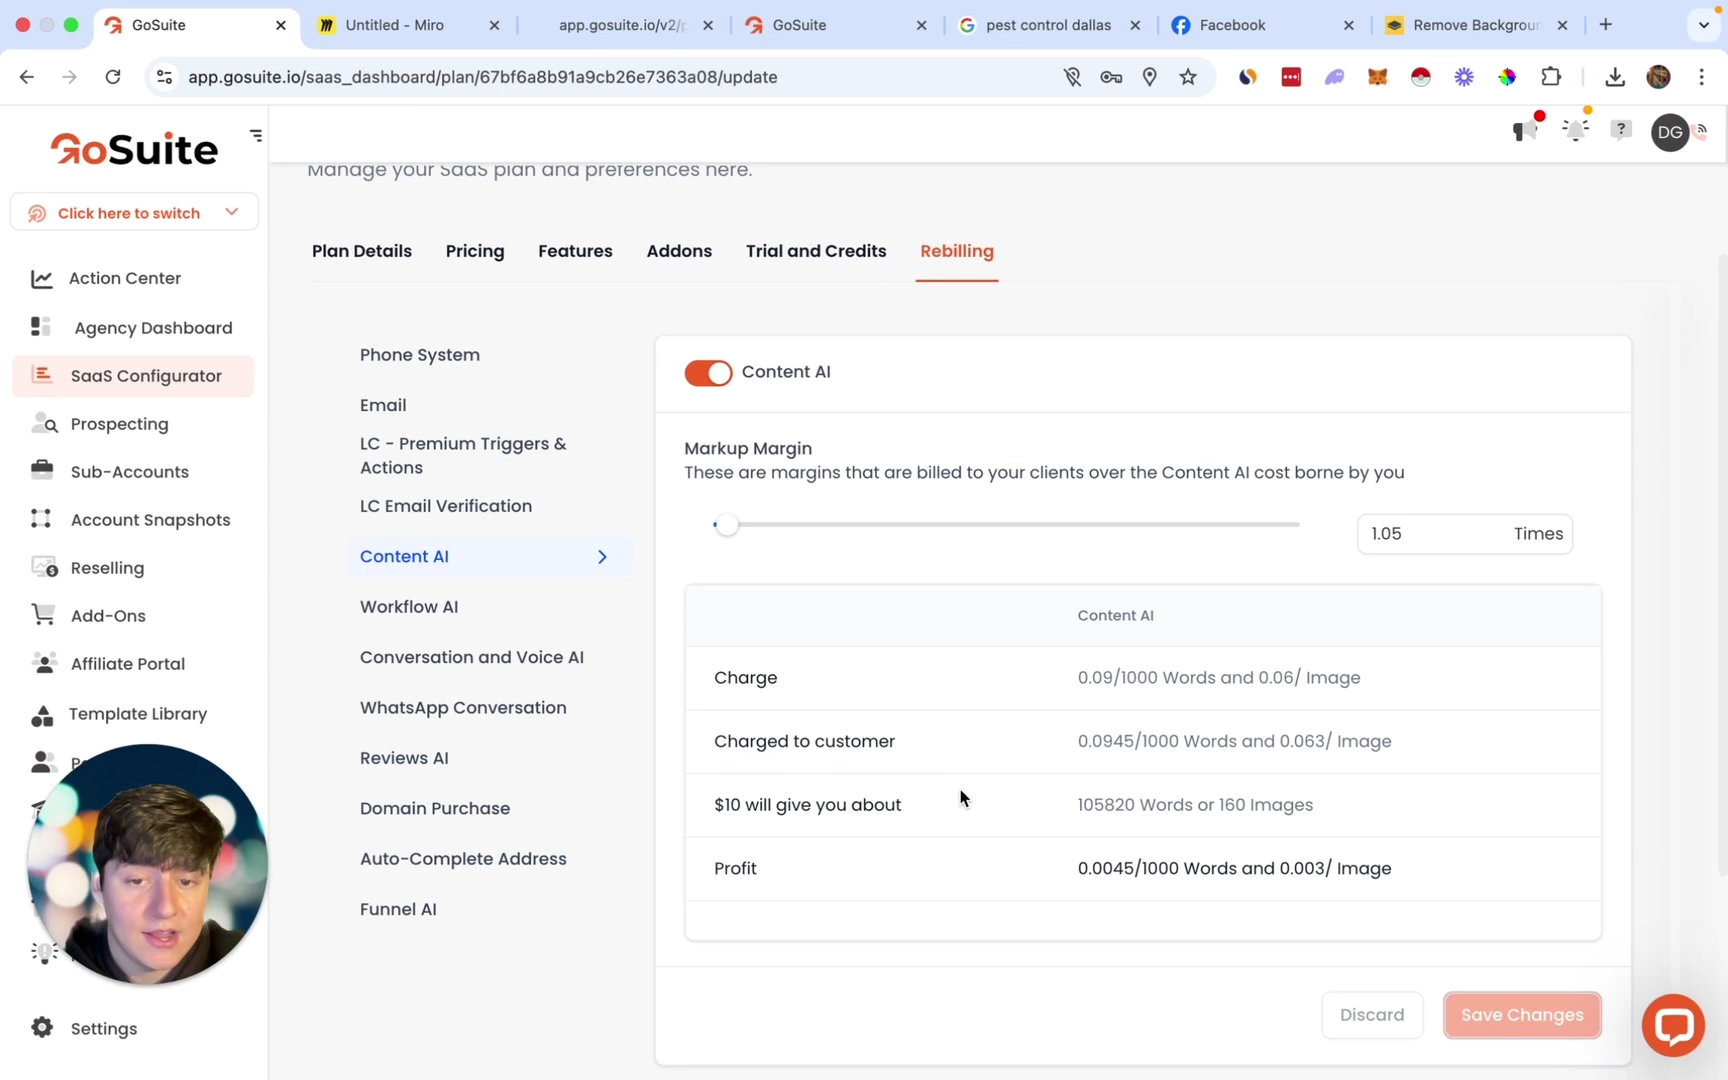 GoSuite
Untitled - Miro
app.gosuite.io/v2/p
GoSuite
pest control dallas
Facebook
Remove Backgroun
app.gosuite.io/saas_dashboard/plan/67bf6a8b91a9cb26e7363a08/update
GoSuite
DG
Click here to switch
Manage your SaaS plan and preferences here.
Plan Details
Pricing
Features
Addons
Trial and Credits
Rebilling
Action Center
Agency Dashboard
SaaS Configurator
Prospecting
Sub-Accounts
Account Snapshots
Reselling
Add-Ons
Affiliate Portal
Template Library
Settings
Phone System
Email
LC - Premium Triggers &
Actions
LC Email Verification
Content AI
Workflow AI
Conversation and Voice AI
WhatsApp Conversation
Reviews AI
Domain Purchase
Auto-Complete Address
Funnel AI
Content AI
Markup Margin
These are margins that are billed to your clients over the Content AI cost borne by you
1.05 Times
Content AI
Charge 0.09/1000 Words and 0.06/ Image
Charged to customer 0.0945/1000 Words and 0.063/ Image
$10 will give you about 105820 Words or 160 Images
Profit 0.0045/1000 Words and 0.003/ Image
Discard
Save Changes